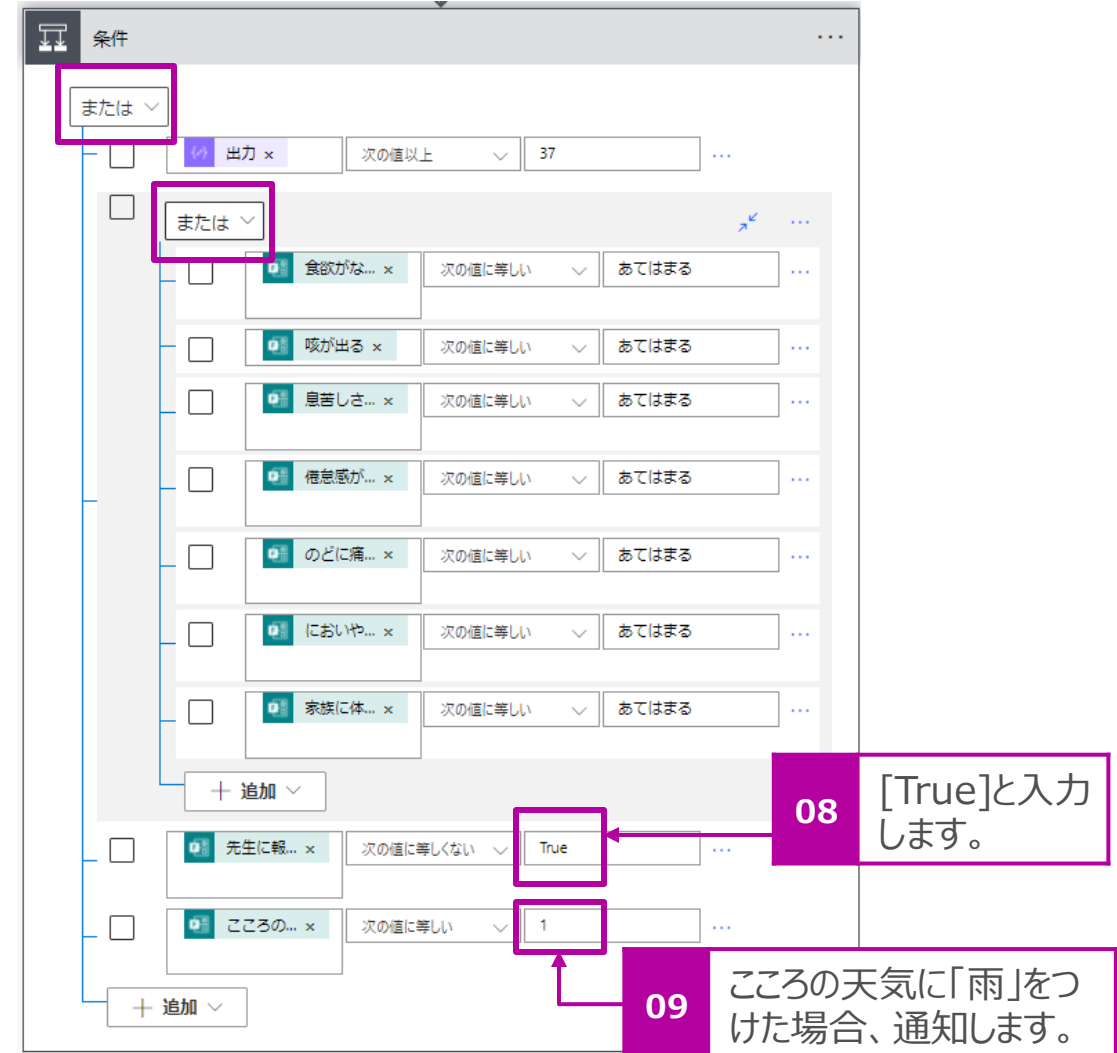 条件
または
出力 × 次の値以上 37
または
食欲がな... × 次の値に等しい あてはまる
咳が出る × 次の値に等しい あてはまる
息苦しさ... × 次の値に等しい あてはまる
倦怠感が... × 次の値に等しい あてはまる
のどに痛... × 次の値に等しい あてはまる
においや... × 次の値に等しい あてはまる
家族に体... × 次の値に等しい あてはまる
＋ 追加
08
[True]と入力
します。
先生に報... × 次の値に等しくない True
こころの... × 次の値に等しい 1
＋ 追加
09
こころの天気に「雨」をつ
けた場合、通知します。